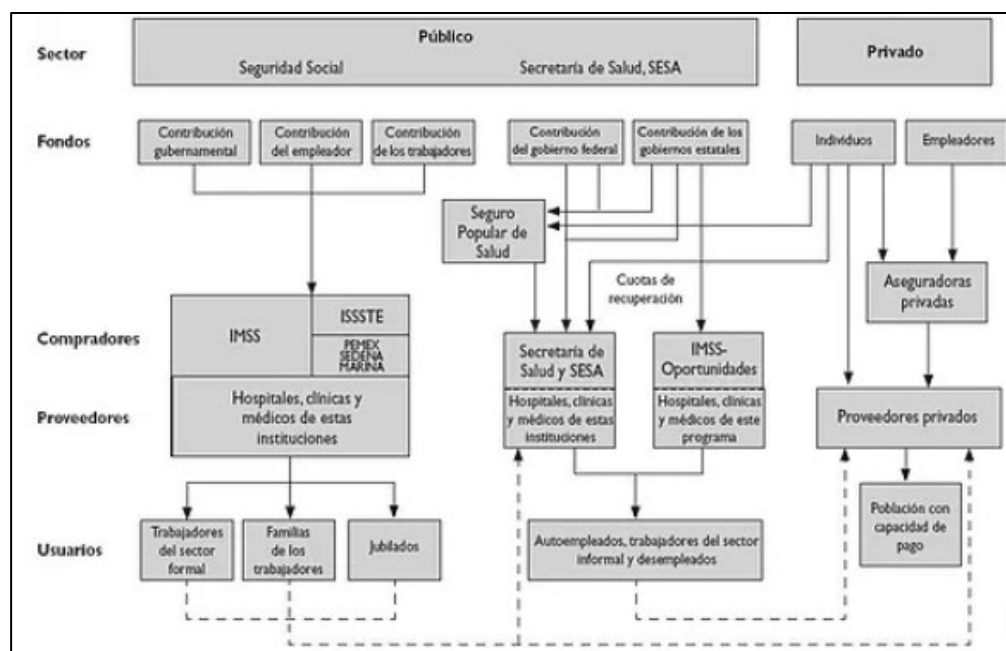 Sector
Público
Seguridad Social
Secretaría de Salud, SESA
Privado
Fondos
Contribución
gubernamental
Contribución
del empleador
Contribución
de los trabajadores
Contribución
del gobierno federal
Contribución de los
gobiernos estatales
Individuos
Empleadores
Seguro
Popular de
Salud
Cuotas de
recuperación
Aseguradoras
privadas
Compradores
IMSS
ISSSTE
PEMEX
SEDENA
MARINA
Secretaría de
Salud y SESA
IMSS-
Oportunidades
Proveedores
Hospitales, clínicas y
médicos de estas
instituciones
Hospitales, clínicas
y médicos de estas
instituciones
Hospitales, clínicas
y médicos de este
programa
Proveedores privados
Usuarios
Trabajadores
del sector
formal
Familias
de los
trabajadores
Jubilados
Autoempleados, trabajadores del sector
informal y desempleados
Población con
capacidad de
pago